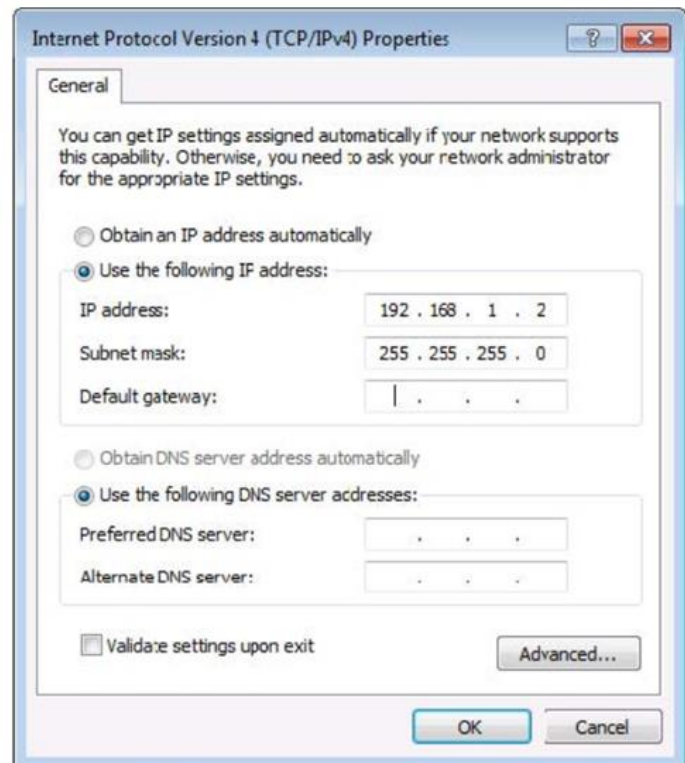 Internet Protocol Version 4 (TCP/IPv4) Properties
General
You can get IP settings assigned automatically if your network supports
this capability. Otherwise, you need to ask your network administrator
for the appropriate IP settings.
Obtain an IP address automatically
Use the following IP address:
IP address: 192 . 168 . 1 . 2
Subnet mask: 255 . 255 . 255 . 0
Default gateway: . . .
Obtain DNS server address automatically
Use the following DNS server addresses:
Preferred DNS server: . . .
Alternate DNS server: . . .
Validate settings upon exit
Advanced...
OK Cancel